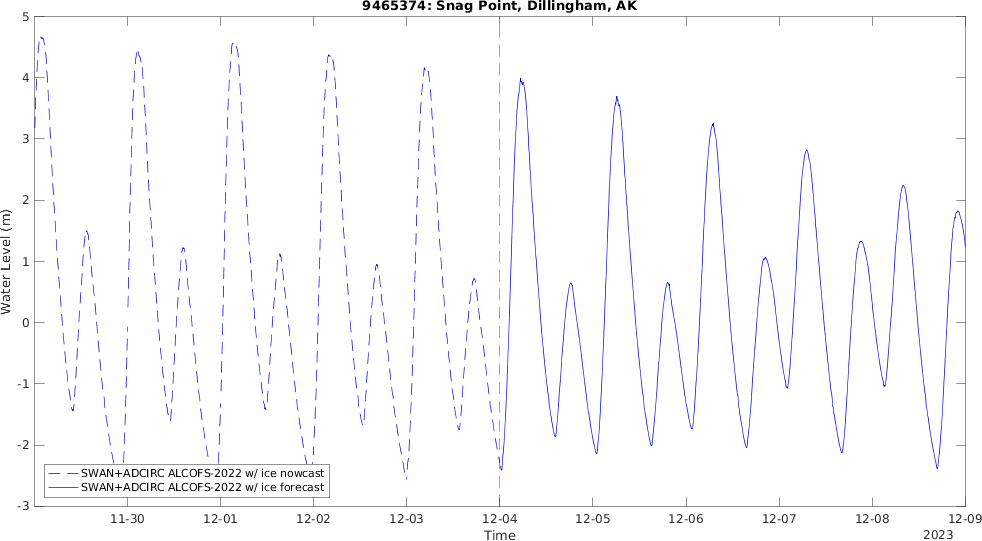 9465374: Snag Point, Dillingham, AK
5
4
3
2
1
0
-1
-2
-3
Water Level (m)
SWAN+ADCIRC ALCOFS-2022 w/ ice nowcast
SWAN+ADCIRC ALCOFS-2022 w/ ice forecast
11-30 12-01 12-02 12-03 12-04 12-05 12-06 12-07 12-08 12-09
Time 2023